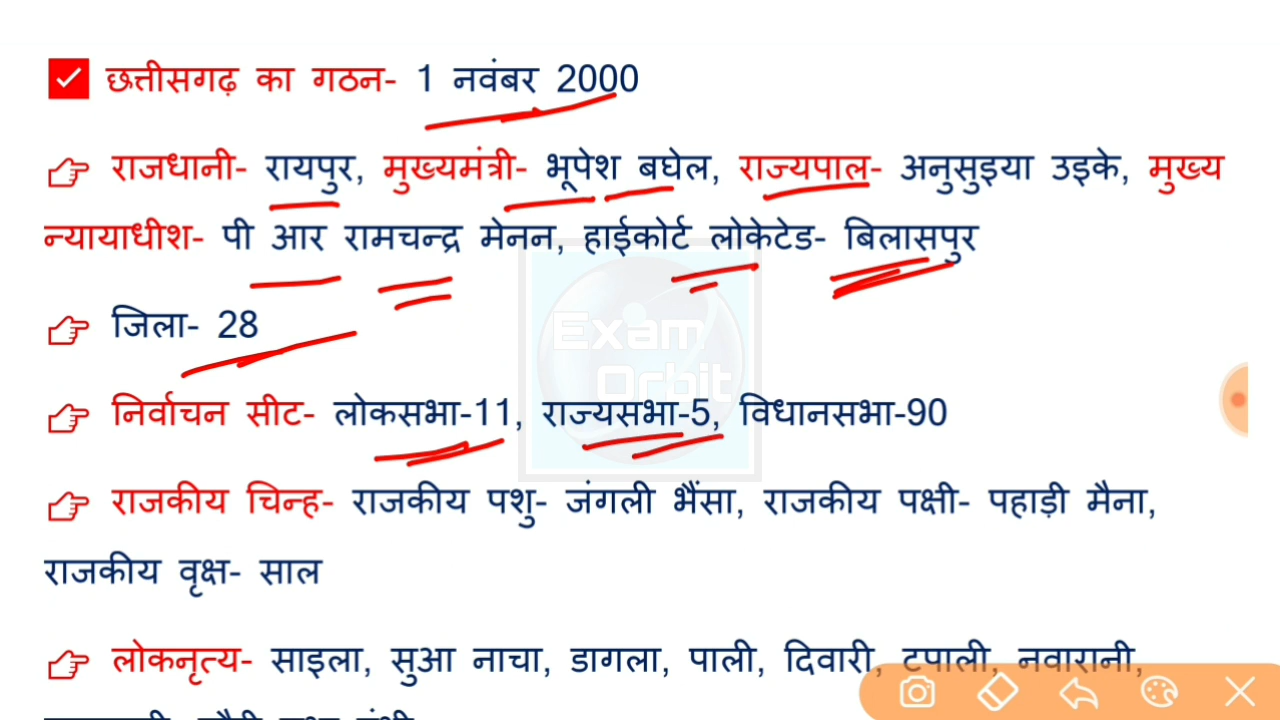 छत्तीसगढ़ का गठन- 1 नवंबर 2000
राजधानी- रायपुर, मुख्यमंत्री- भूपेश बघेल, राज्यपाल- अनुसुइया उइके, मुख्य
न्यायाधीश- पी आर रामचन्द्र मेनन, हाईकोर्ट लोकेटेड- बिलासपुर
जिला- 28
निर्वाचन सीट- लोकसभा-11, राज्यसभा-5, विधानसभा-90
राजकीय चिन्ह- राजकीय पशु- जंगली भैंसा, राजकीय पक्षी- पहाड़ी मैना,
राजकीय वृक्ष- साल
लोकनृत्य- साइला, सुआ नाचा, डागला, पाली, दिवारी, टपाली, नवारानी,
Exam
Orbit